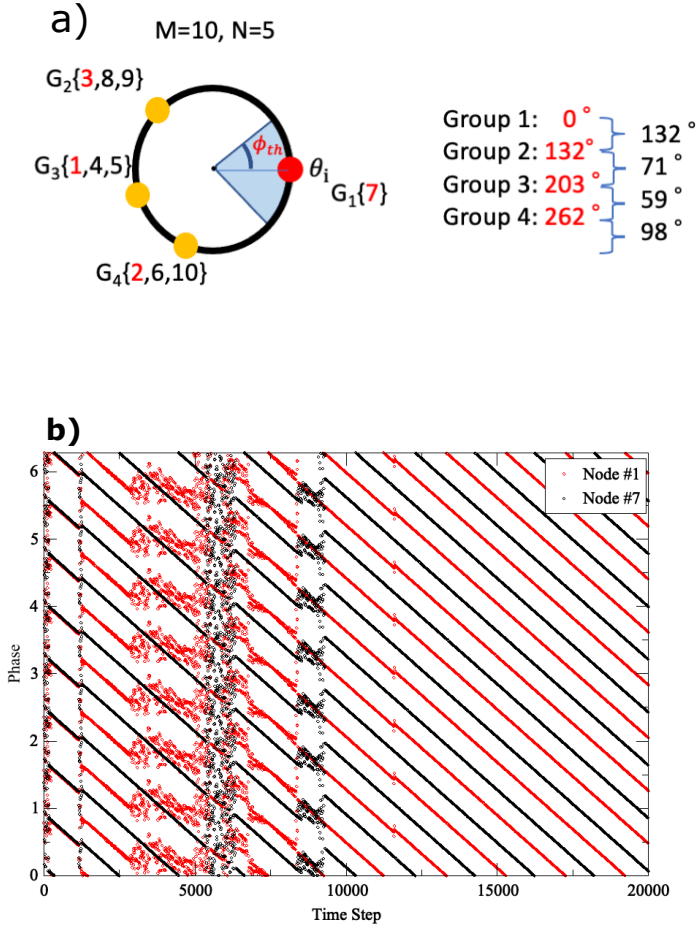 a)
M=10, N=5
G2{3,8,9}
G3{1,4,5}
ϕth
θi
G1{7}
G4{2,6,10}
Group 1: 0 °
Group 2: 132°
Group 3: 203 °
Group 4: 262 °
132 °
71 °
59 °
98 °
b)
Node #1
Node #7
Phase
6
5
4
3
2
1
0
0 5000 10000 15000 20000
Time Step